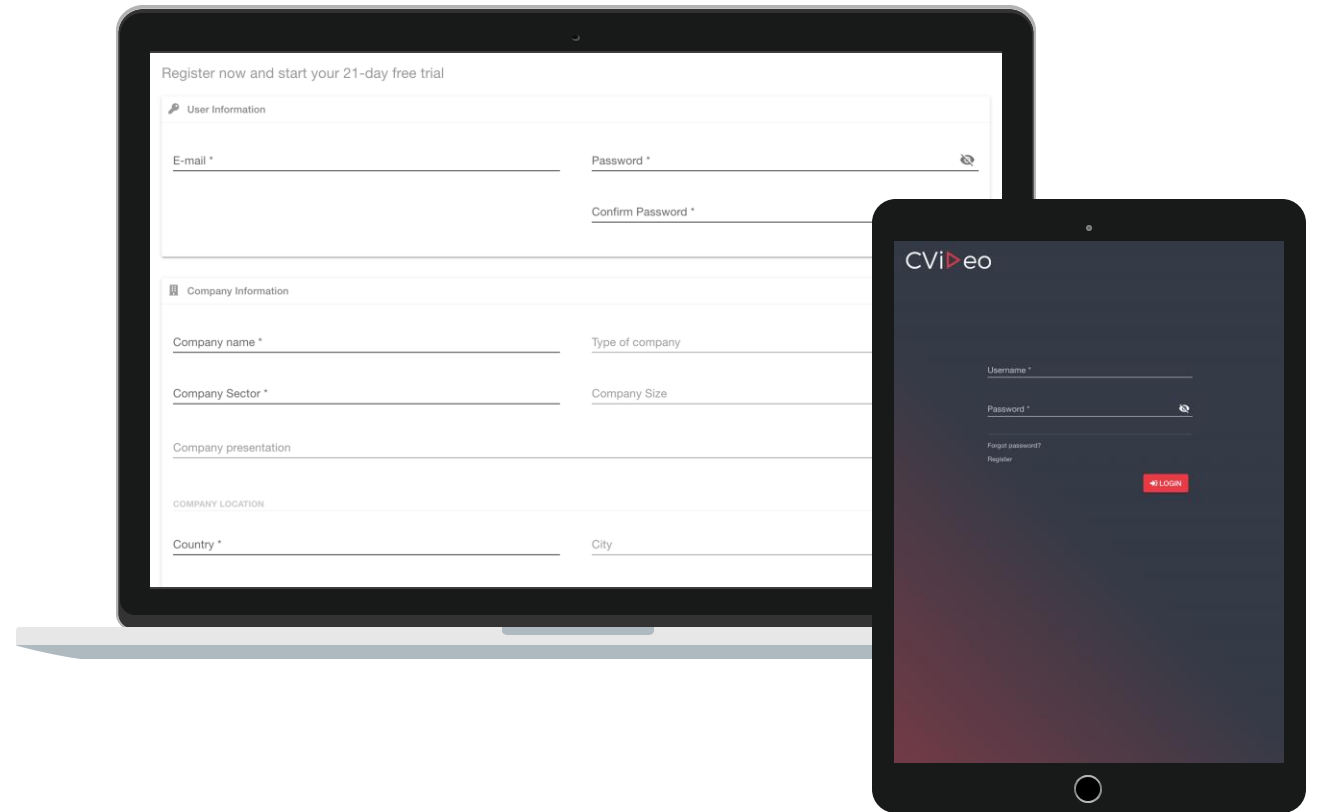 Register now and start your 21-day free trial
User Information
E-mail *
Password *
Confirm Password *
Company Information
Company name *
Type of company
Company Sector *
Company Size
Company presentation
COMPANY LOCATION
Country *
City
CVideo
Username *
Password *
Forgot password?
Register
LOGIN